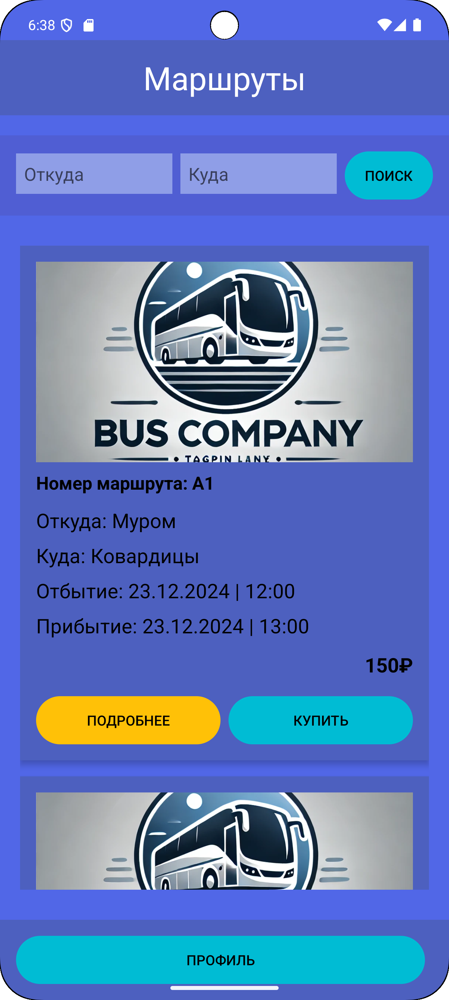 6:38
Маршруты
Откуда
Куда
ПОИСК
BUS COMPANY
• TAGPIN LANY •
Номер маршрута: А1
Откуда: Муром
Куда: Ковардицы
Отбытие: 23.12.2024 | 12:00
Прибытие: 23.12.2024 | 13:00
150₽
ПОДРОБНЕЕ
КУПИТЬ
ПРОФИЛЬ